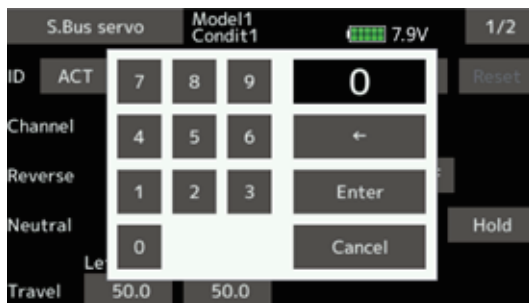 S.Bus servo Model1 1/2
Condit1 7.9V
ID ACT 7 8 9 0 Reset
Channel 4 5 6 ←
Reverse 1 2 3 Enter
Neutral 0 Cancel Hold
Travel 50.0 50.0